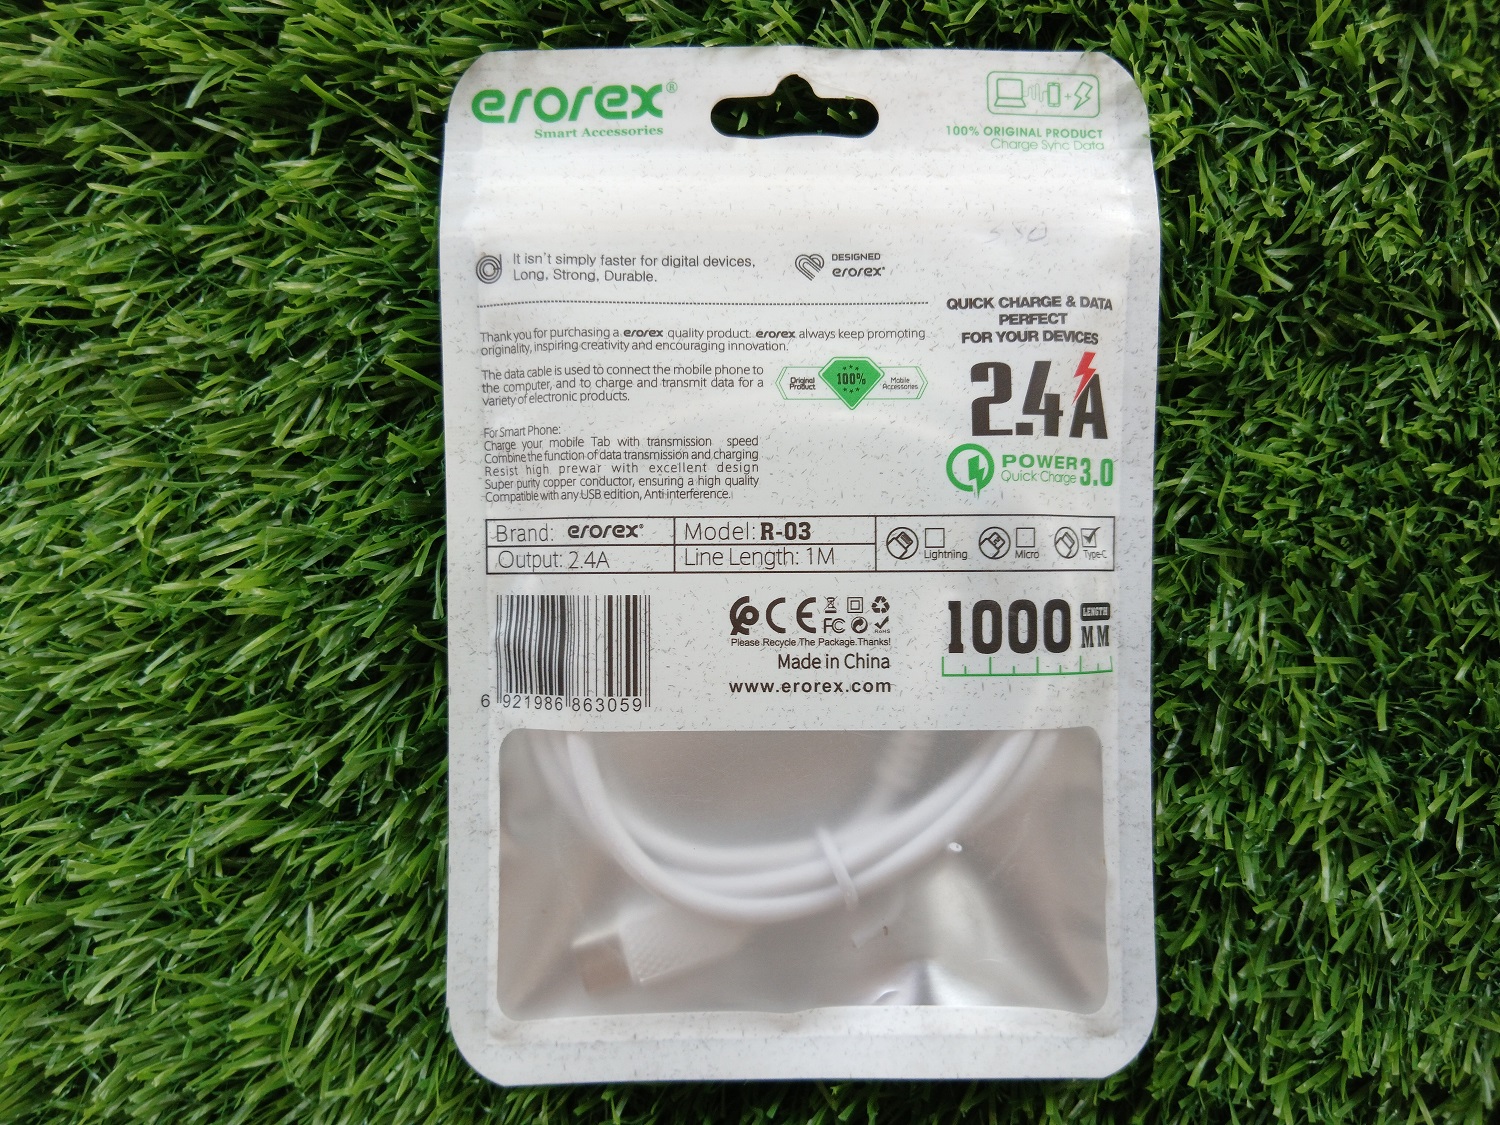 erorex®
Smart Accessories
100% ORIGINAL PRODUCT
Charge Sync Data
It isn't simply faster for digital devices,
Long, Strong, Durable.
DESIGNED
erorex®
QUICK CHARGE & DATA
PERFECT
FOR YOUR DEVICES
2.4A
POWER 3.0
Quick Charge
Thank you for purchasing a erorex quality product. erorex always keep promoting
originality, inspiring creativity and encouraging innovation.
The data cable is used to connect the mobile phone to
the computer, and to charge and transmit data for a
variety of electronic products.
Original
Product
100%
Mobile
Accessories
For Smart Phone:
Charge your mobile Tab with transmission speed
Combine the function of data transmission and charging
Resist high prewar with excellent design
Super purity copper conductor, ensuring a high quality
Compatible with any USB edition, Anti interference.
Brand: erorex®
Model: R-03
Output: 2.4A
Line Length: 1M
Lightning
Micro
Type-C
CE
FC
RoHS
Please Recycle The Package.Thanks!
Made in China
www.erorex.com
1000 MM
LENGTH
6 921986 863059